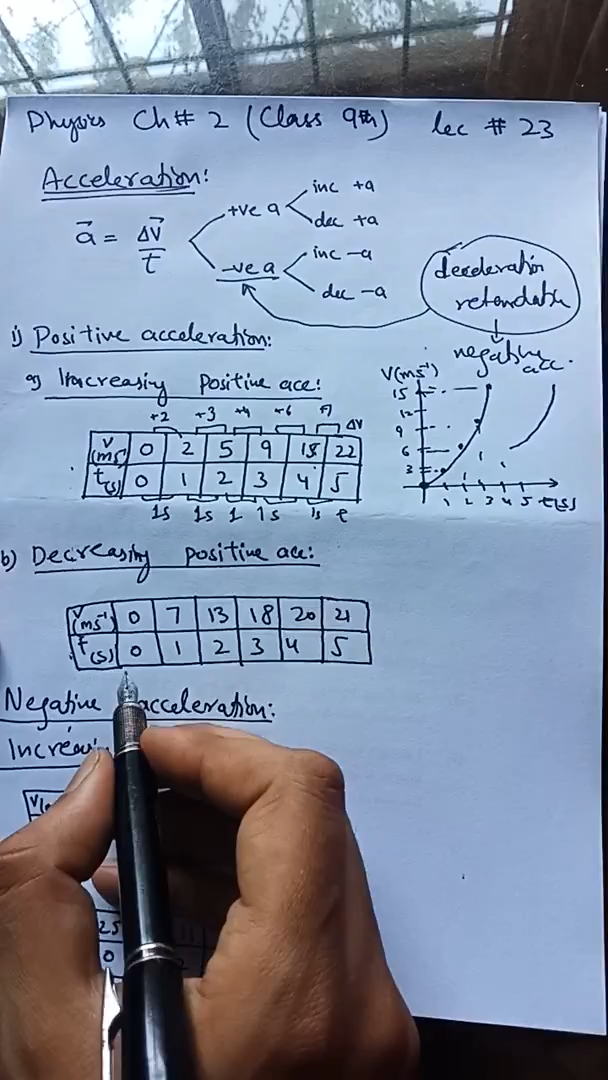 Physics Ch# 2 (Class 9th) lec # 23
Acceleration:
a = ΔV/t
+ve a
inc +a
dec +a
-ve a
inc -a
dec -a
deceleration
retardation
negative
acc.
i) Positive acceleration:
a) Increasing positive acc:
+2 +3 +4 +6 +7 ΔV
V (ms⁻¹) 0 2 5 9 15 22
t (s) 0 1 2 3 4 5
1s 1s 1 1s 1s t
V(ms⁻¹)
15
12
9
6
3
1 2 3 4 5 t(s)
b) Decreasing positive acc:
V (ms⁻¹) 0 7 13 18 20 21
t (s) 0 1 2 3 4 5
Negative acceleration:
25
0
11